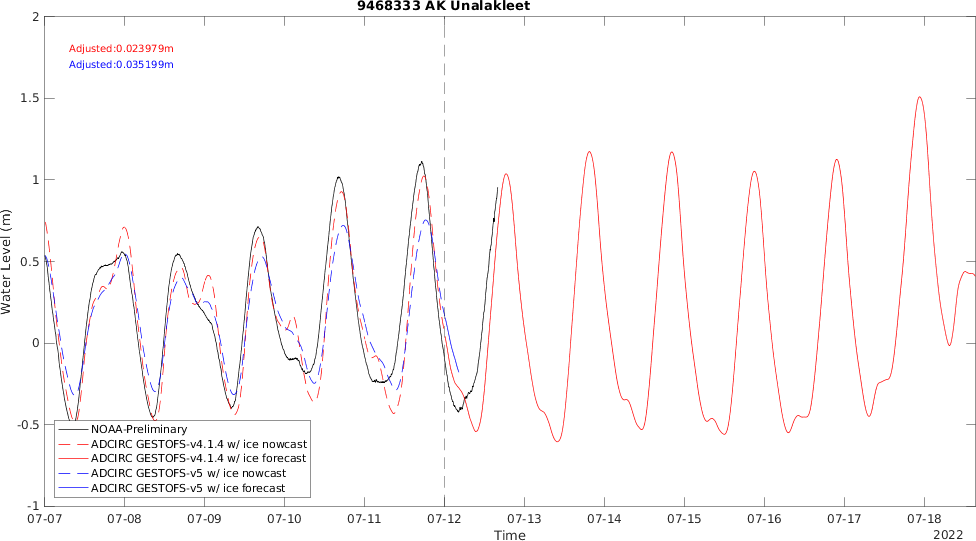 9468333 AK Unalakleet
Adjusted:0.023979m
Adjusted:0.035199m
Water Level (m)
2
1.5
1
0.5
0
-0.5
-1
NOAA-Preliminary
ADCIRC GESTOFS-v4.1.4 w/ ice nowcast
ADCIRC GESTOFS-v4.1.4 w/ ice forecast
ADCIRC GESTOFS-v5 w/ ice nowcast
ADCIRC GESTOFS-v5 w/ ice forecast
07-07 07-08 07-09 07-10 07-11 07-12 07-13 07-14 07-15 07-16 07-17 07-18
Time
2022